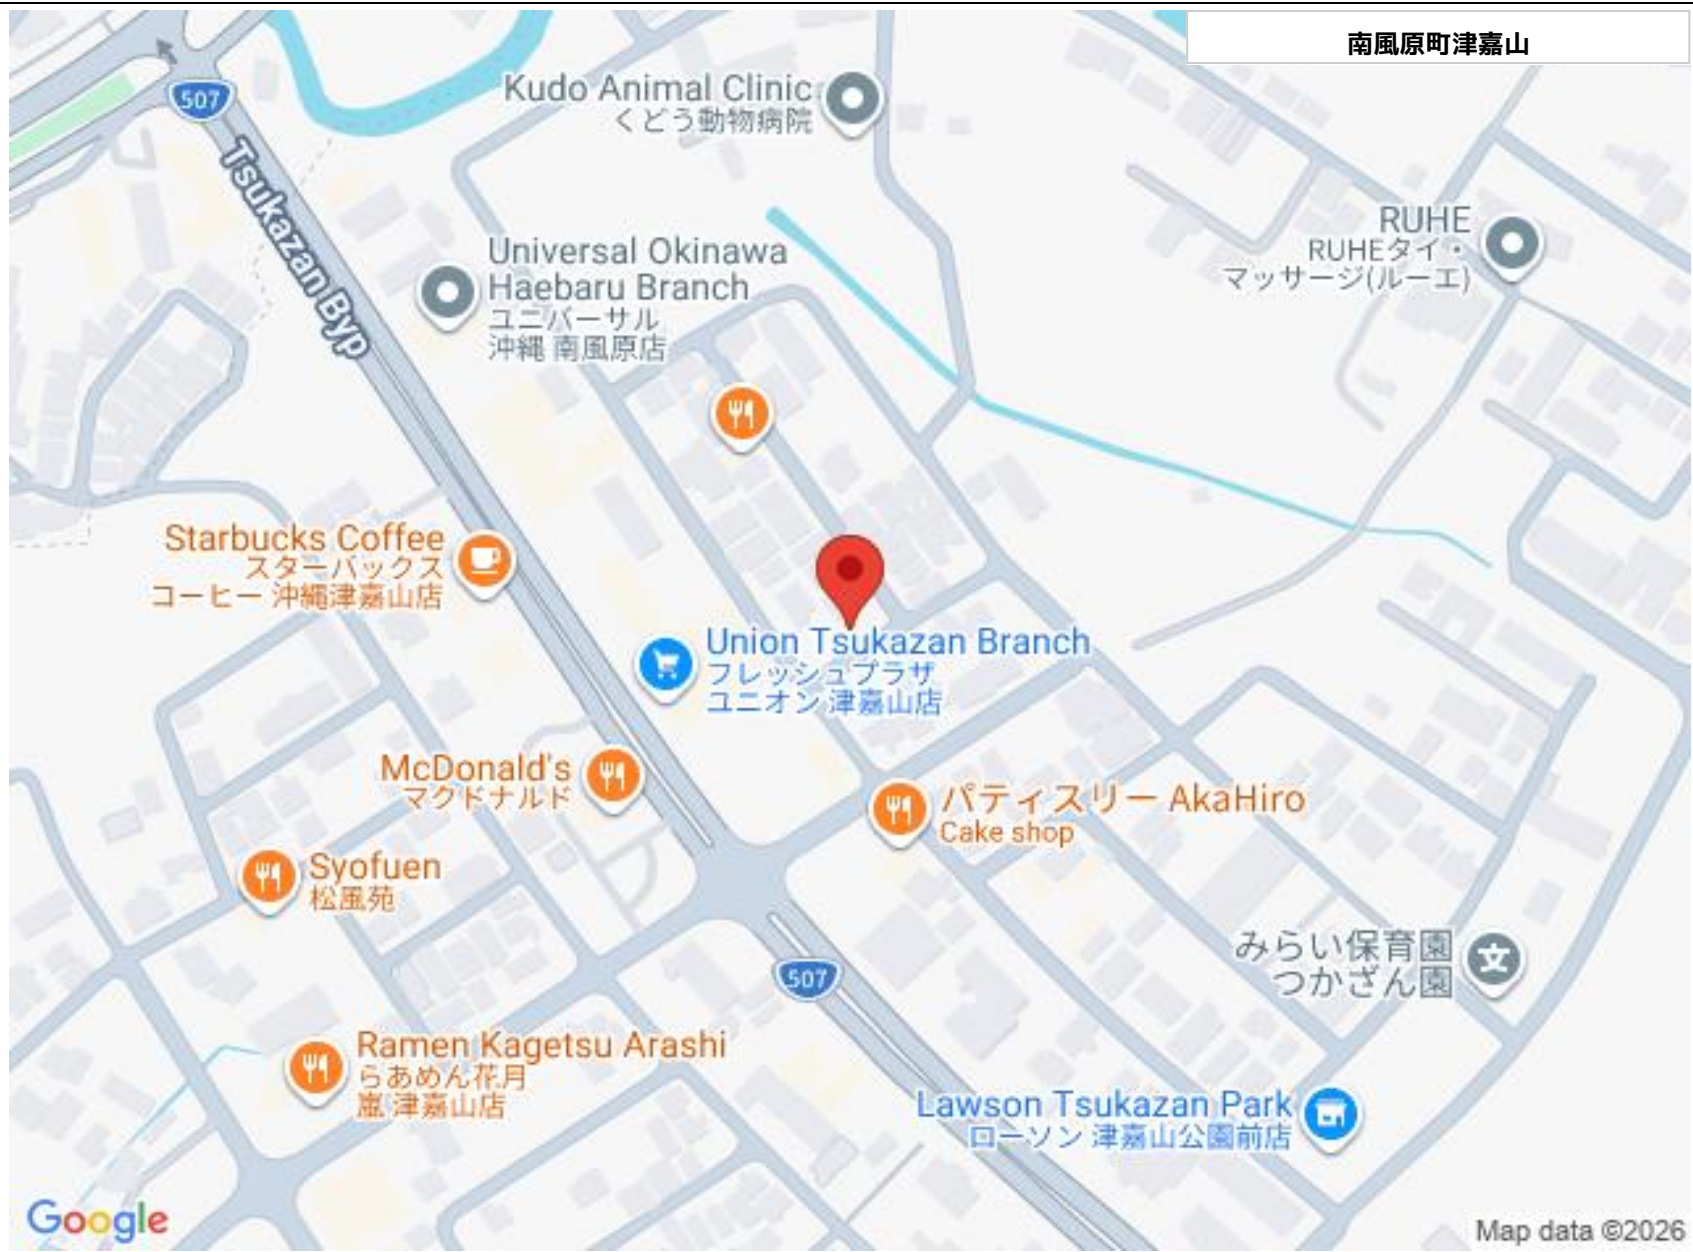 南風原町津嘉山
507
Kudo Animal Clinic
くどう動物病院
Tsukazan Byp
RUHE
RUHEタイ・
マッサージ(ルーエ)
Universal Okinawa
Haebaru Branch
ユニバーサル
沖縄 南風原店
Starbucks Coffee
スターバックス
コーヒー 沖縄津嘉山店
Union Tsukazan Branch
フレッシュプラザ
ユニオン 津嘉山店
McDonald's
マクドナルド
パティスリー AkaHiro
Cake shop
Syofuen
松風苑
みらい保育園
つかざん園
文
507
Ramen Kagetsu Arashi
らあめん花月
嵐 津嘉山店
Lawson Tsukazan Park
ローソン 津嘉山公園前店
Google
Map data ©2026